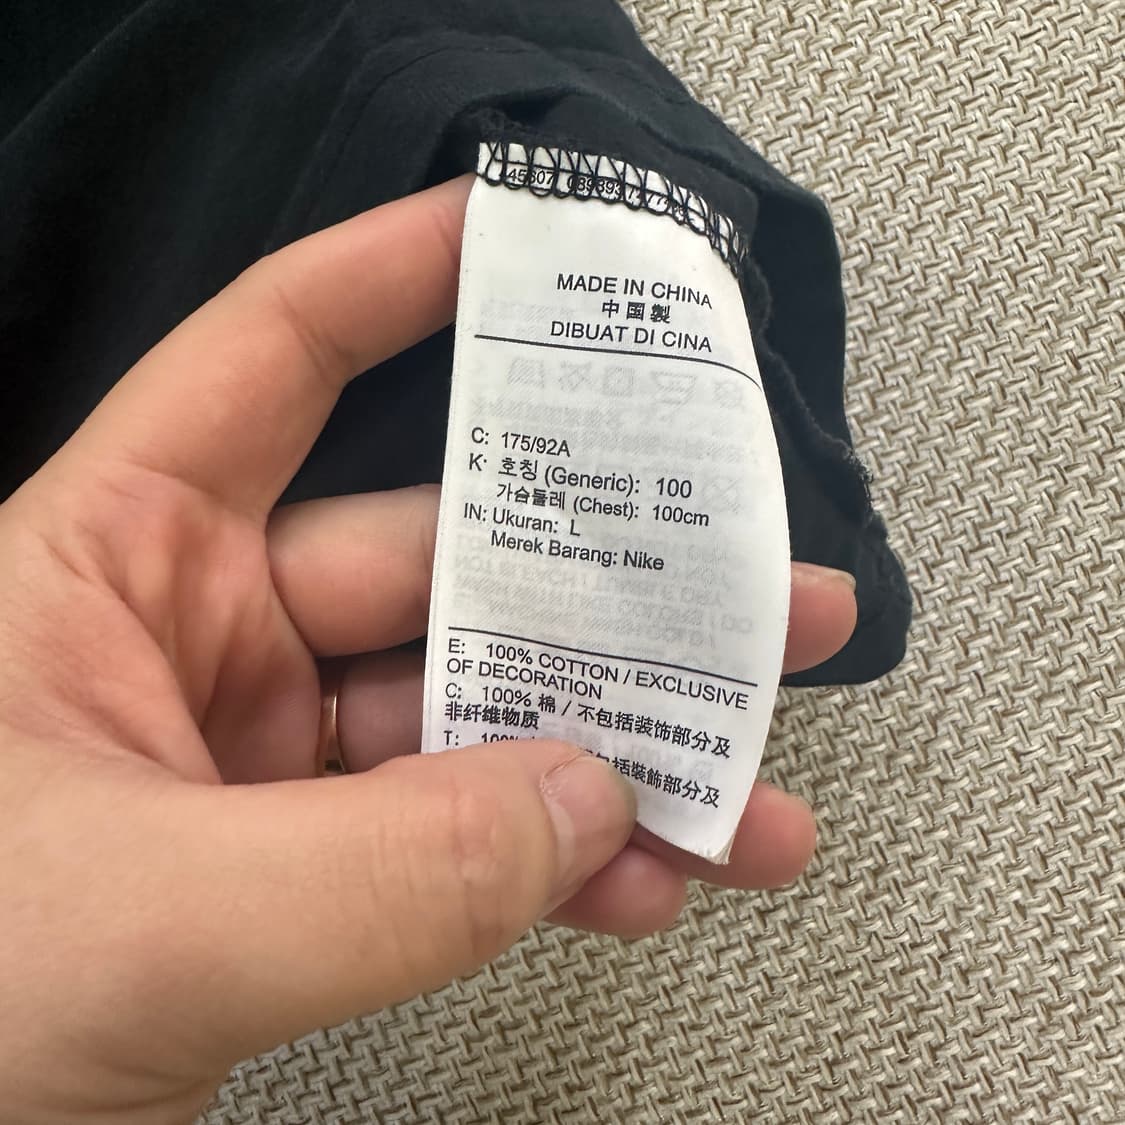 MADE IN CHINA
中国製
DIBUAT DI CINA
C: 175/92A
K: 호칭 (Generic): 100
가슴둘레 (Chest): 100cm
IN: Ukuran: L
Merek Barang: Nike
E: 100% COTTON / EXCLUSIVE
OF DECORATION
C: 100% 棉 / 不包括装饰部分及
非纤维物质
T: 100% 包括裝飾部分及